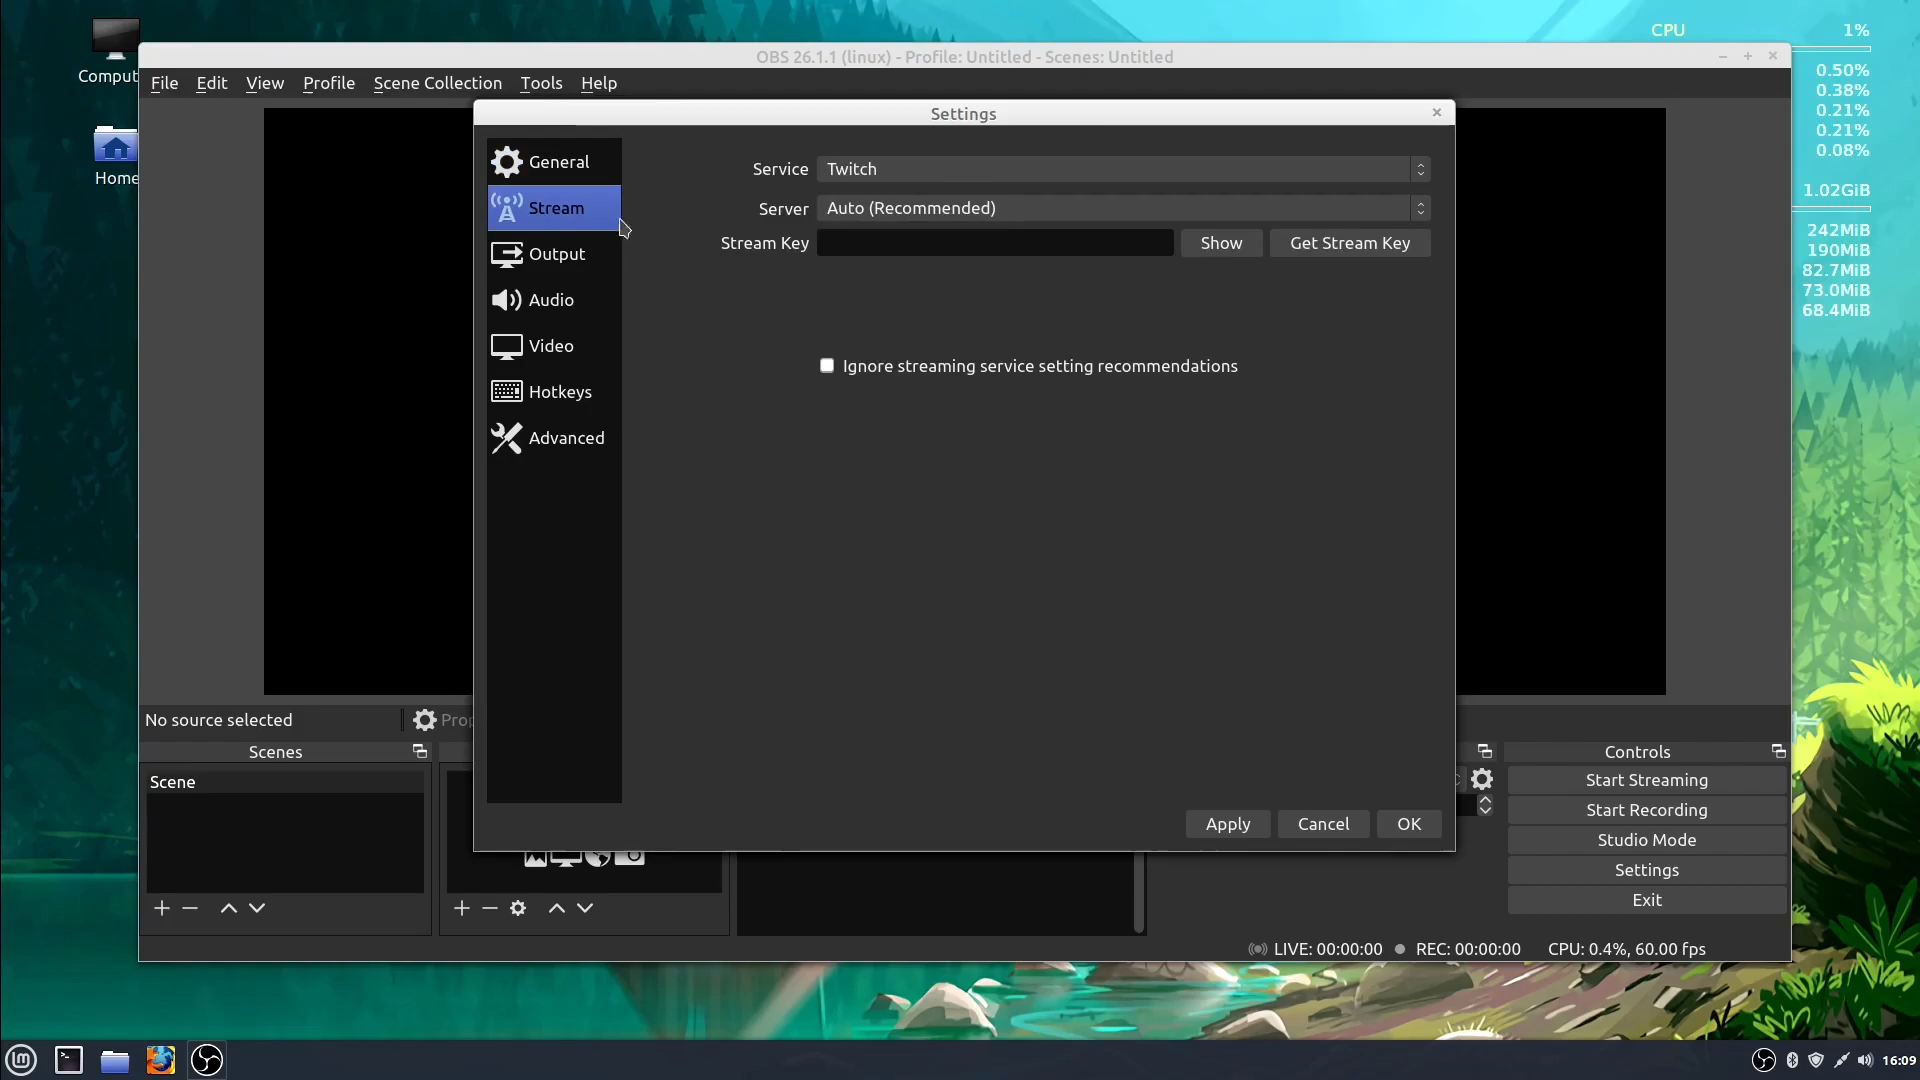 CPU 1%
Comput
OBS 26.1.1 (linux) - Profile: Untitled - Scenes: Untitled
0.50%
0.38%
0.21%
0.21%
0.08%
File Edit View Profile Scene Collection Tools Help
Settings
Home
General
Stream
Output
Audio
Video
Hotkeys
Advanced
Service Twitch
Server Auto (Recommended)
Stream Key Show Get Stream Key
Ignore streaming service setting recommendations
1.02GiB
242MiB
190MiB
82.7MiB
73.0MiB
68.4MiB
No source selected
Prop
Scenes
Scene
Apply Cancel OK
Controls
Start Streaming
Start Recording
Studio Mode
Settings
Exit
LIVE: 00:00:00 REC: 00:00:00 CPU: 0.4%, 60.00 fps
16:09